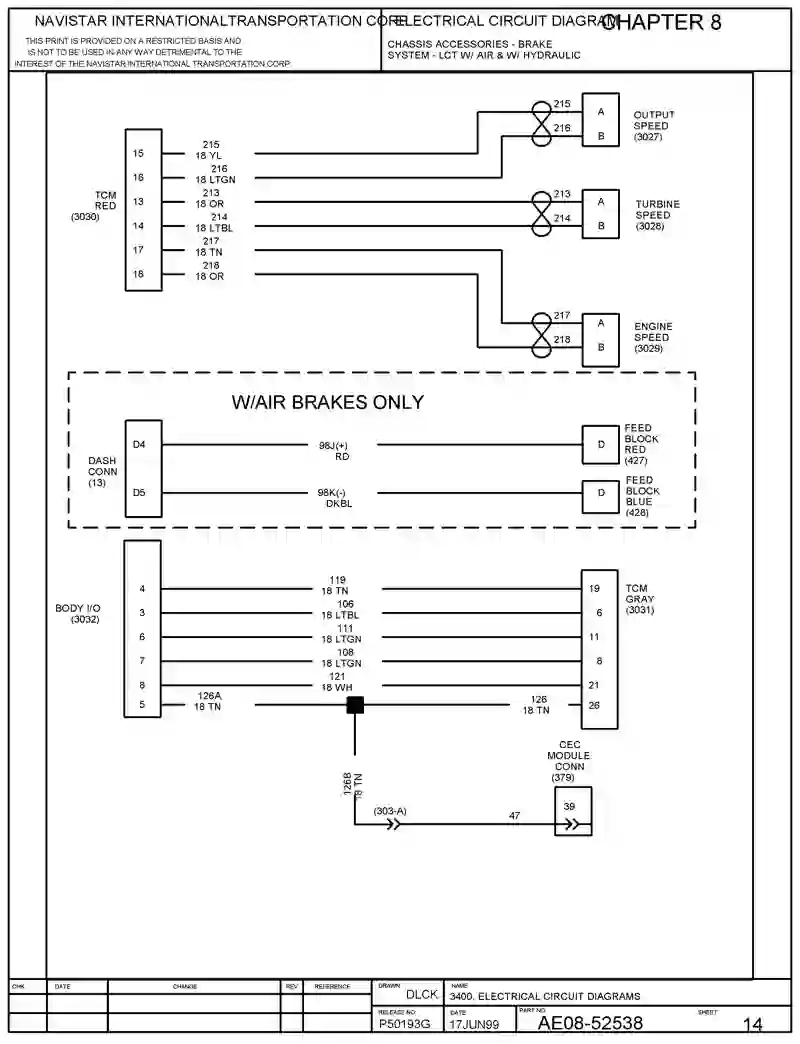 NAVISTAR INTERNATIONALTRANSPORTATION CORP
ELECTRICAL CIRCUIT DIAGRAM
CHAPTER 8
THIS PRINT IS PROVIDED ON A RESTRICTED BASIS AND
IS NOT TO BE USED IN ANY WAY DETRIMENTAL TO THE
INTEREST OF THE NAVISTAR INTERNATIONAL TRANSPORTATION CORP
CHASSIS ACCESSORIES - BRAKE
SYSTEM - LCT W/ AIR & W/ HYDRAULIC
TCM
RED
(3030)
15
16
13
14
17
18
215
18 YL
216
18 LTGN
213
18 OR
214
18 LTBL
217
18 TN
218
18 OR
215
216
A
B
OUTPUT
SPEED
(3027)
213
214
A
B
TURBINE
SPEED
(3028)
217
218
A
B
ENGINE
SPEED
(3029)
W/AIR BRAKES ONLY
DASH
CONN
(13)
D4
D5
98J(+)
RD
98K(-)
DKBL
D
FEED
BLOCK
RED
(427)
D
FEED
BLOCK
BLUE
(428)
BODY I/O
(3032)
4
3
6
7
8
5
119
18 TN
106
18 LTBL
111
18 LTGN
108
18 LTGN
121
18 WH
126A
18 TN
126
18 TN
19
6
11
8
21
26
TCM
GRAY
(3031)
126B
18 TN
(303-A)
47
CEC
MODULE
CONN
(379)
39
CHK
DATE
CHANGE
REV
REFERENCE
DRAWN
DLCK
NAME
3400. ELECTRICAL CIRCUIT DIAGRAMS
RELEASE NO.
P50193G
DATE
17JUN99
PART NO.
AE08-52538
SHEET
14